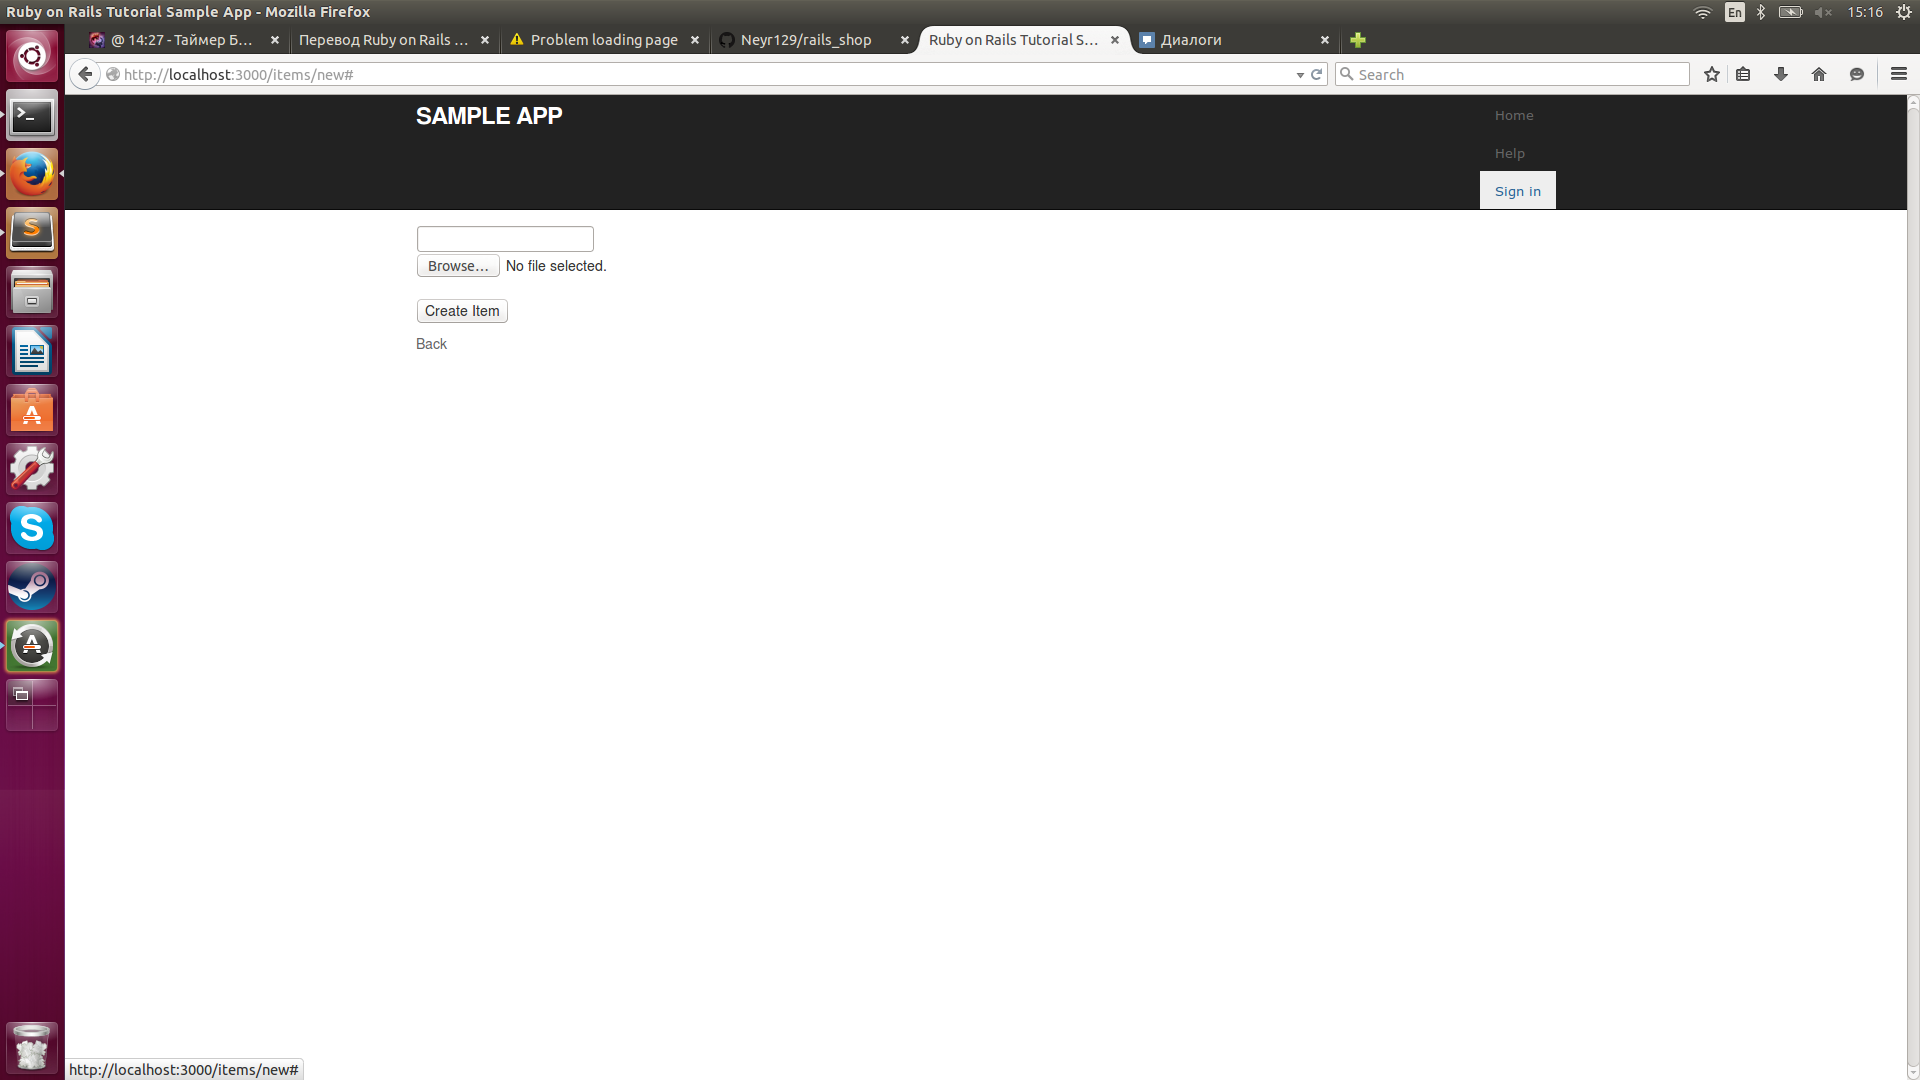 Ruby on Rails Tutorial Sample App - Mozilla Firefox
En
15:16
@ 14:27 - Таймер Б...
Перевод Ruby on Rails ...
Problem loading page
Neyr129/rails_shop
Ruby on Rails Tutorial S...
Диалоги
http://localhost:3000/items/new#
Search
SAMPLE APP
Home
Help
Sign in
Browse...
No file selected.
Create Item
Back
http://localhost:3000/items/new#